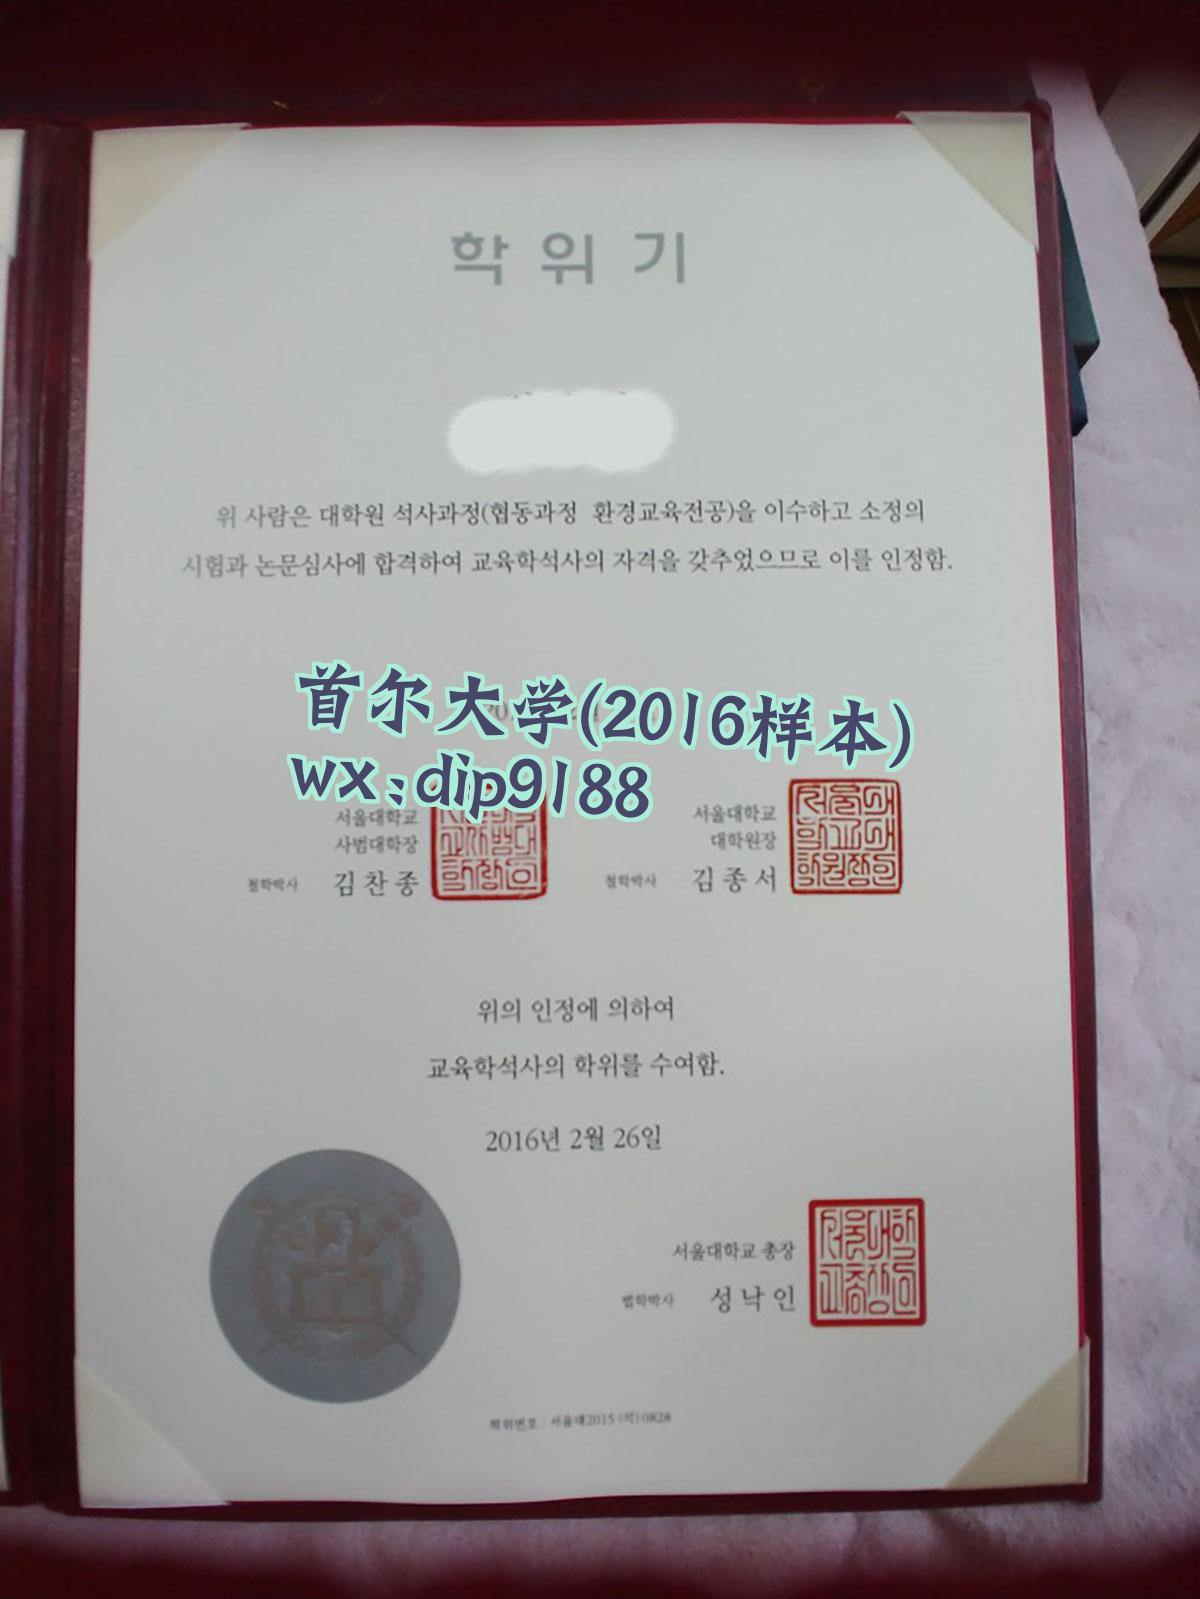 학위기
위 사람은 대학원 석사과정(협동과정 환경교육전공)을 이수하고 소정의
시험과 논문심사에 합격하여 교육학석사의 자격을 갖추었으므로 이를 인정함.
首尔大学(2016样本)
wx:dip9188
서울대학교
사범대학장
철학박사 김찬종
서울대학교
대학원장
철학박사 김종서
위의 인정에 의하여
교육학석사의 학위를 수여함.
2016년 2월 26일
서울대학교 총장
법학박사 성낙인
학위번호 : 서울대2015 (석) 0828